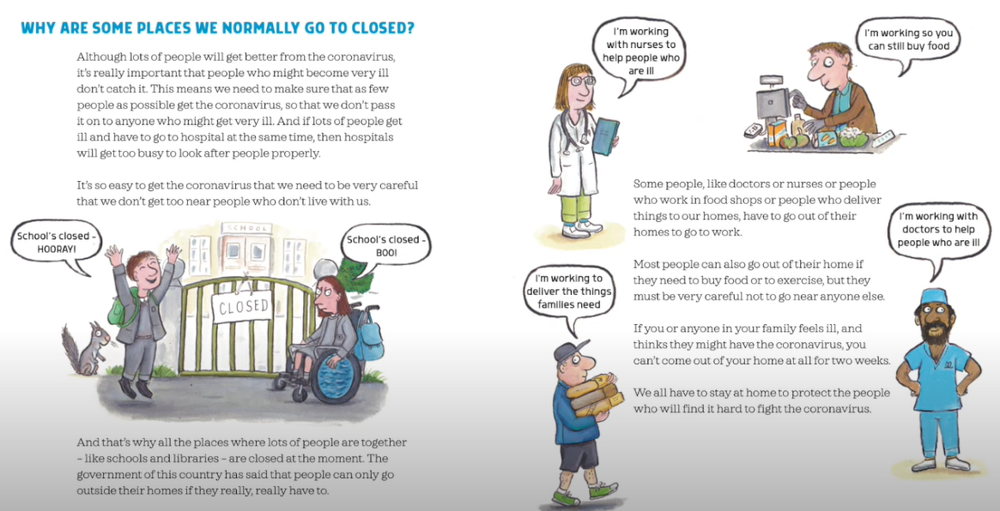 WHY ARE SOME PLACES WE NORMALLY GO TO CLOSED?
Although lots of people will get better from the coronavirus,
it's really important that people who might become very ill
don't catch it. This means we need to make sure that as few
people as possible get the coronavirus, so that we don't pass
it on to anyone who might get very ill. And if lots of people get
ill and have to go to hospital at the same time, then hospitals
will get too busy to look after people properly.
It's so easy to get the coronavirus that we need to be very careful
that we don't get too near people who don't live with us.
School's closed -
HOORAY!
SCHOOL
CLOSED
School's closed -
BOO!
And that's why all the places where lots of people are together
– like schools and libraries – are closed at the moment. The
government of this country has said that people can only go
outside their homes if they really, really have to.
I'm working
with nurses to
help people who
are ill
I'm working so you
can still buy food
Some people, like doctors or nurses or people
who work in food shops or people who deliver
things to our homes, have to go out of their
homes to go to work.
I'm working with
doctors to help
people who are ill
I'm working to
deliver the things
families need
Most people can also go out of their home if
they need to buy food or to exercise, but they
must be very careful not to go near anyone else.
If you or anyone in your family feels ill, and
thinks they might have the coronavirus, you
can't come out of your home at all for two weeks.
We all have to stay at home to protect the people
who will find it hard to fight the coronavirus.